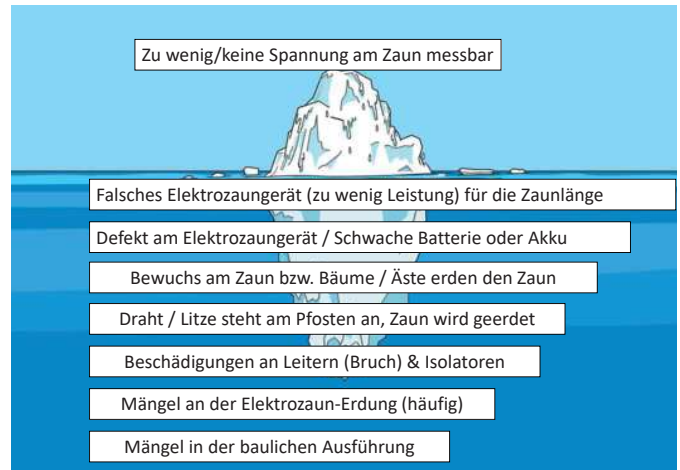 Zu wenig/keine Spannung am Zaun messbar
Falsches Elektrozaungerät (zu wenig Leistung) für die Zaunlänge
Defekt am Elektrozaungerät / Schwache Batterie oder Akku
Bewuchs am Zaun bzw. Bäume / Äste erden den Zaun
Draht / Litze steht am Pfosten an, Zaun wird geerdet
Beschädigungen an Leitern (Bruch) & Isolatoren
Mängel an der Elektrozaun-Erdung (häufig)
Mängel in der baulichen Ausführung